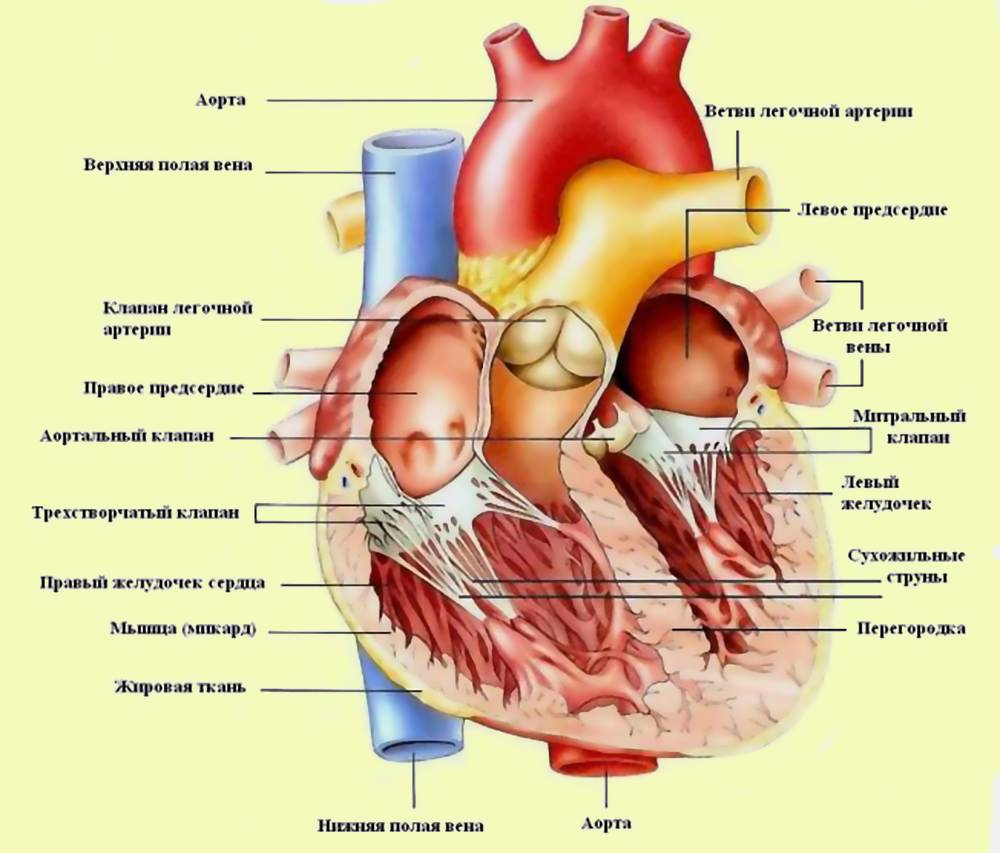 Аорта
Верхняя полая вена
Клапан легочной
артерии
Правое предсердие
Аортальный клапан
Трехстворчатый клапан
Правый желудочек сердца
Мышца (микард)
Жировая ткань
Нижняя полая вена
Аорта
Ветви легочной артерии
Левое предсердие
Ветви легочной
вены
Митральный
клапан
Левый
желудочек
Сухожильные
струны
Перегородка